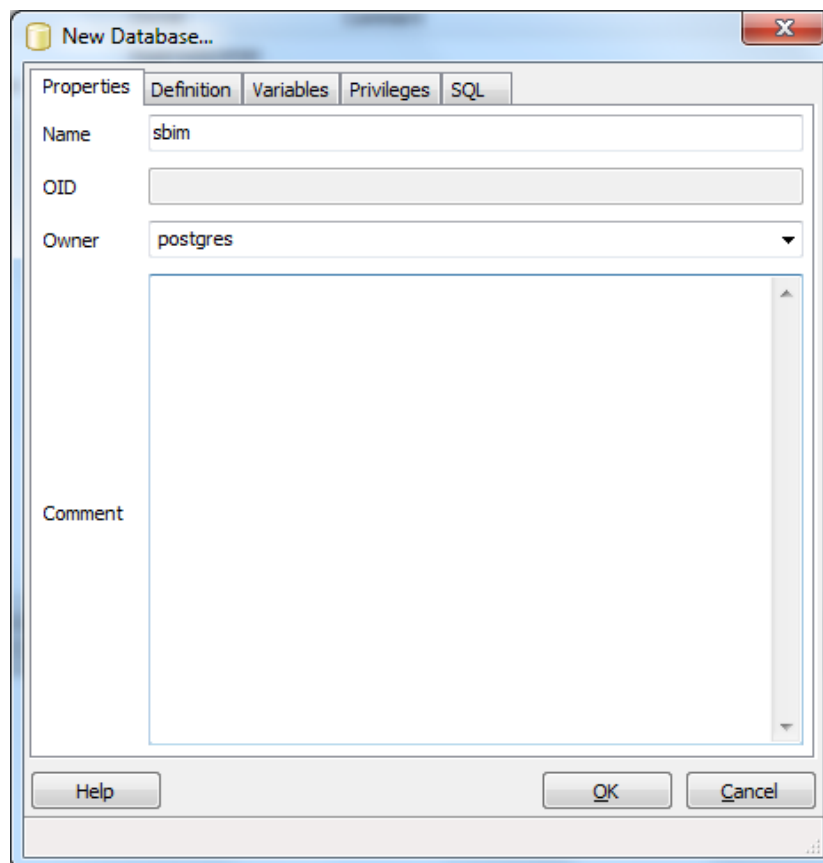 New Database...
Properties Definition Variables Privileges SQL
Name sbim
OID
Owner postgres
Comment
Help OK Cancel